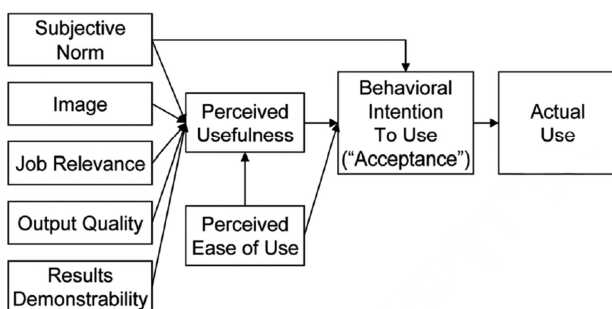 Subjective
Norm
Image
Job Relevance
Output Quality
Results
Demonstrability
Perceived
Usefulness
Perceived
Ease of Use
Behavioral
Intention
To Use
(“Acceptance”)
Actual
Use